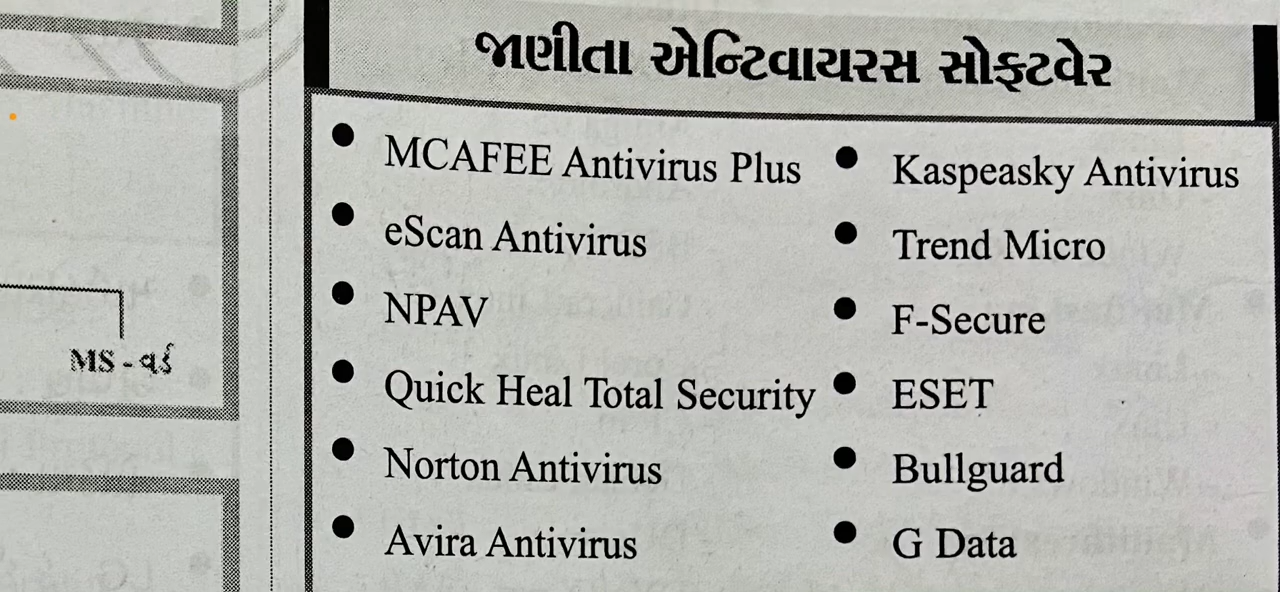 જાણીતા એન્ટિવાયરસ સોફ્ટવેર
MCAFEE Antivirus Plus
eScan Antivirus
NPAV
Quick Heal Total Security
Norton Antivirus
Avira Antivirus
Kaspeasky Antivirus
Trend Micro
F-Secure
ESET
Bullguard
G Data
MS - વર્ડ